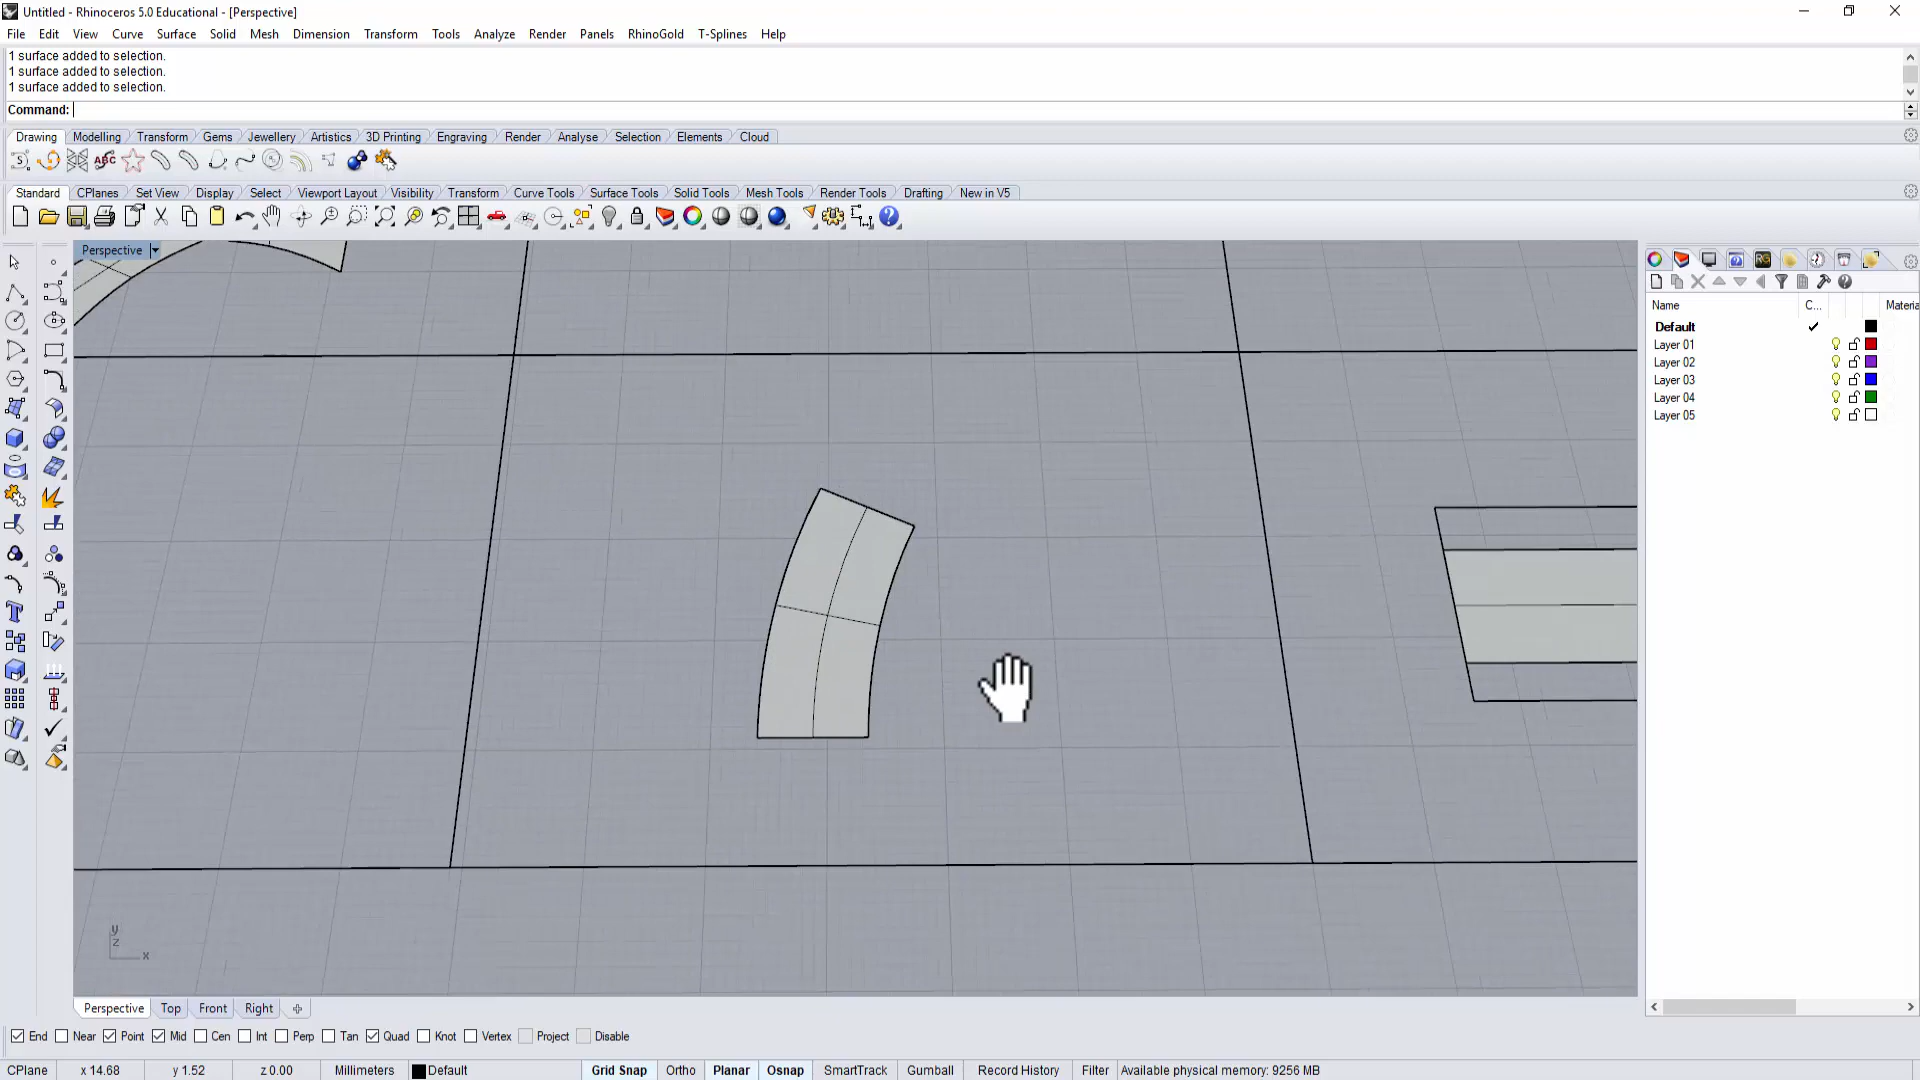 Untitled - Rhinoceros 5.0 Educational - [Perspective]
File Edit View Curve Surface Solid Mesh Dimension Transform Tools Analyze Render Panels RhinoGold T-Splines Help
1 surface added to selection.
1 surface added to selection.
1 surface added to selection.
Command:
Drawing Modelling Transform Gems Jewellery Artistics 3D Printing Engraving Render Analyse Selection Elements Cloud
ABC
Standard CPlanes Set View Display Select Viewport Layout Visibility Transform Curve Tools Surface Tools Solid Tools Mesh Tools Render Tools Drafting New in V5
Perspective
Name C... Materia
Default
Layer 01
Layer 02
Layer 03
Layer 04
Layer 05
y
z
x
Perspective Top Front Right
End Near Point Mid Cen Int Perp Tan Quad Knot Vertex Project Disable
CPlane x 14.68 y 1.52 z 0.00 Millimeters Default Grid Snap Ortho Planar Osnap SmartTrack Gumball Record History Filter Available physical memory: 9256 MB